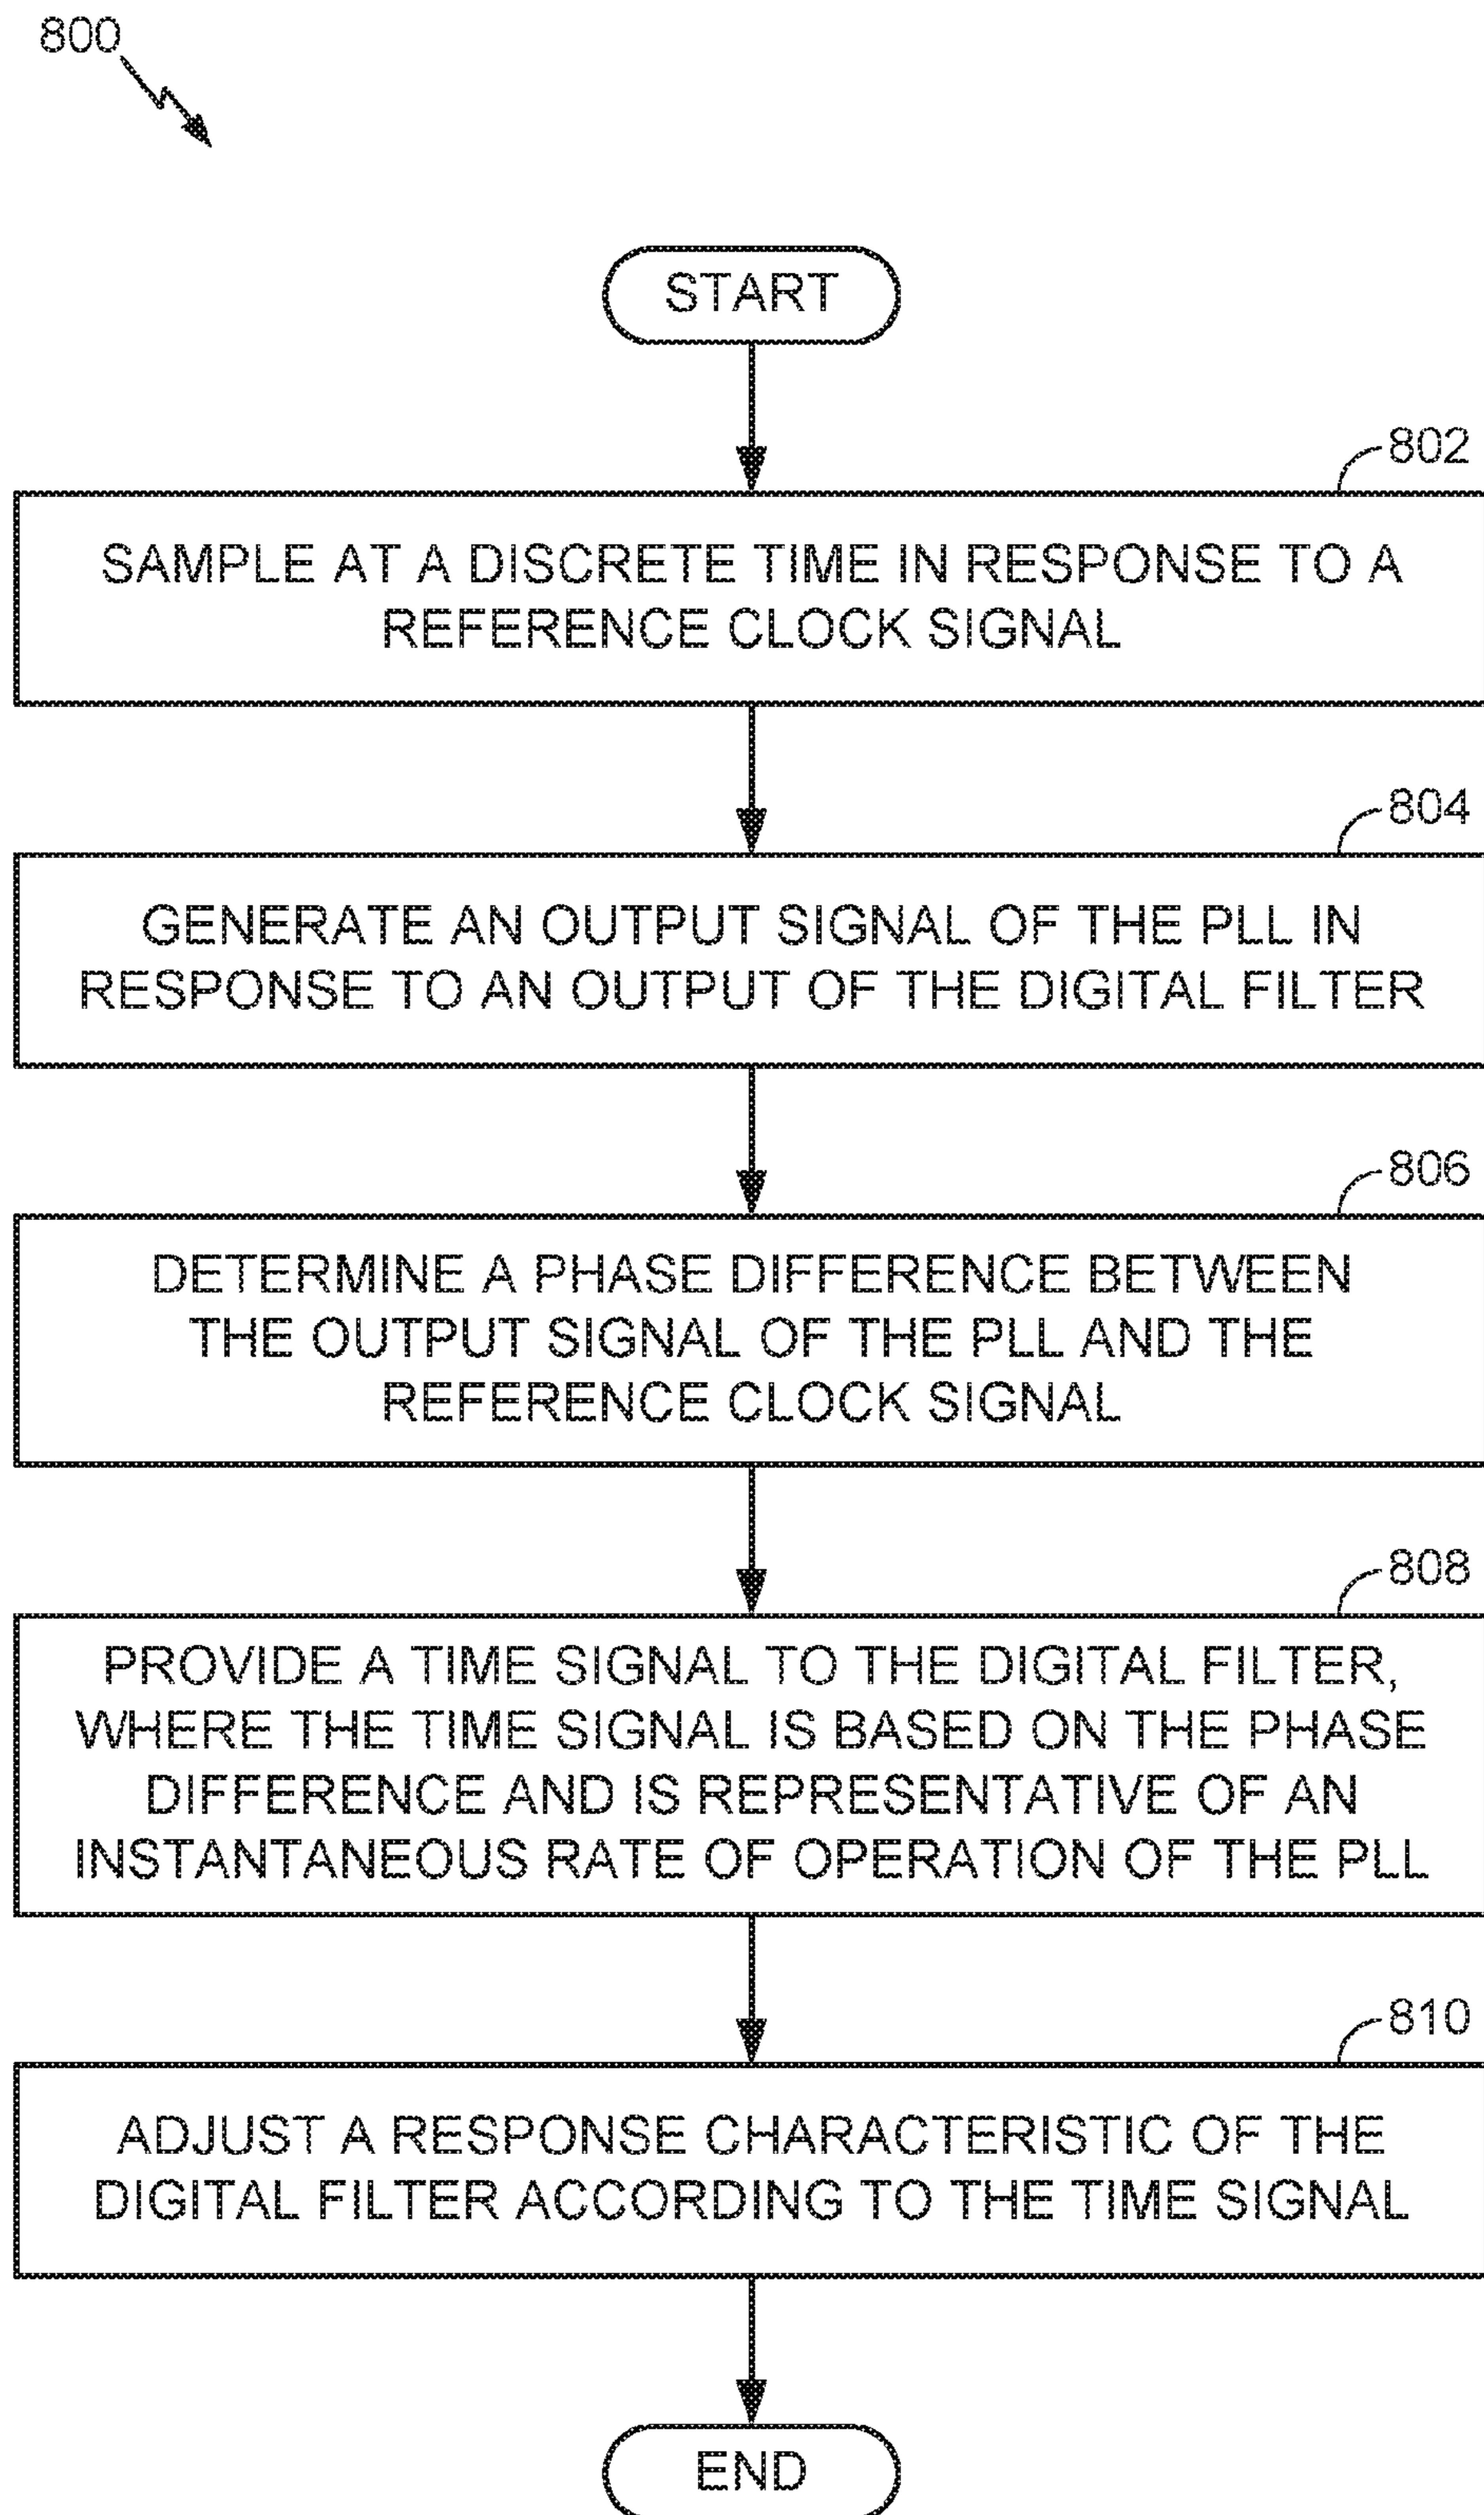 800
START
802
SAMPLE AT A DISCRETE TIME IN RESPONSE TO A
REFERENCE CLOCK SIGNAL
804
GENERATE AN OUTPUT SIGNAL OF THE PLL IN
RESPONSE TO AN OUTPUT OF THE DIGITAL FILTER
806
DETERMINE A PHASE DIFFERENCE BETWEEN
THE OUTPUT SIGNAL OF THE PLL AND THE
REFERENCE CLOCK SIGNAL
808
PROVIDE A TIME SIGNAL TO THE DIGITAL FILTER,
WHERE THE TIME SIGNAL IS BASED ON THE PHASE
DIFFERENCE AND IS REPRESENTATIVE OF AN
INSTANTANEOUS RATE OF OPERATION OF THE PLL
810
ADJUST A RESPONSE CHARACTERISTIC OF THE
DIGITAL FILTER ACCORDING TO THE TIME SIGNAL
END